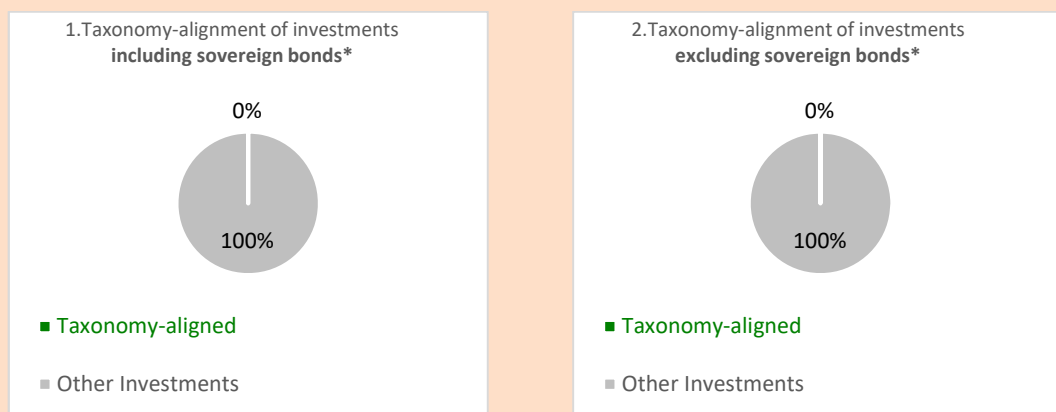 1.Taxonomy-alignment of investments
including sovereign bonds*
0%
100%
Taxonomy-aligned
Other Investments
2.Taxonomy-alignment of investments
excluding sovereign bonds*
0%
100%
Taxonomy-aligned
Other Investments